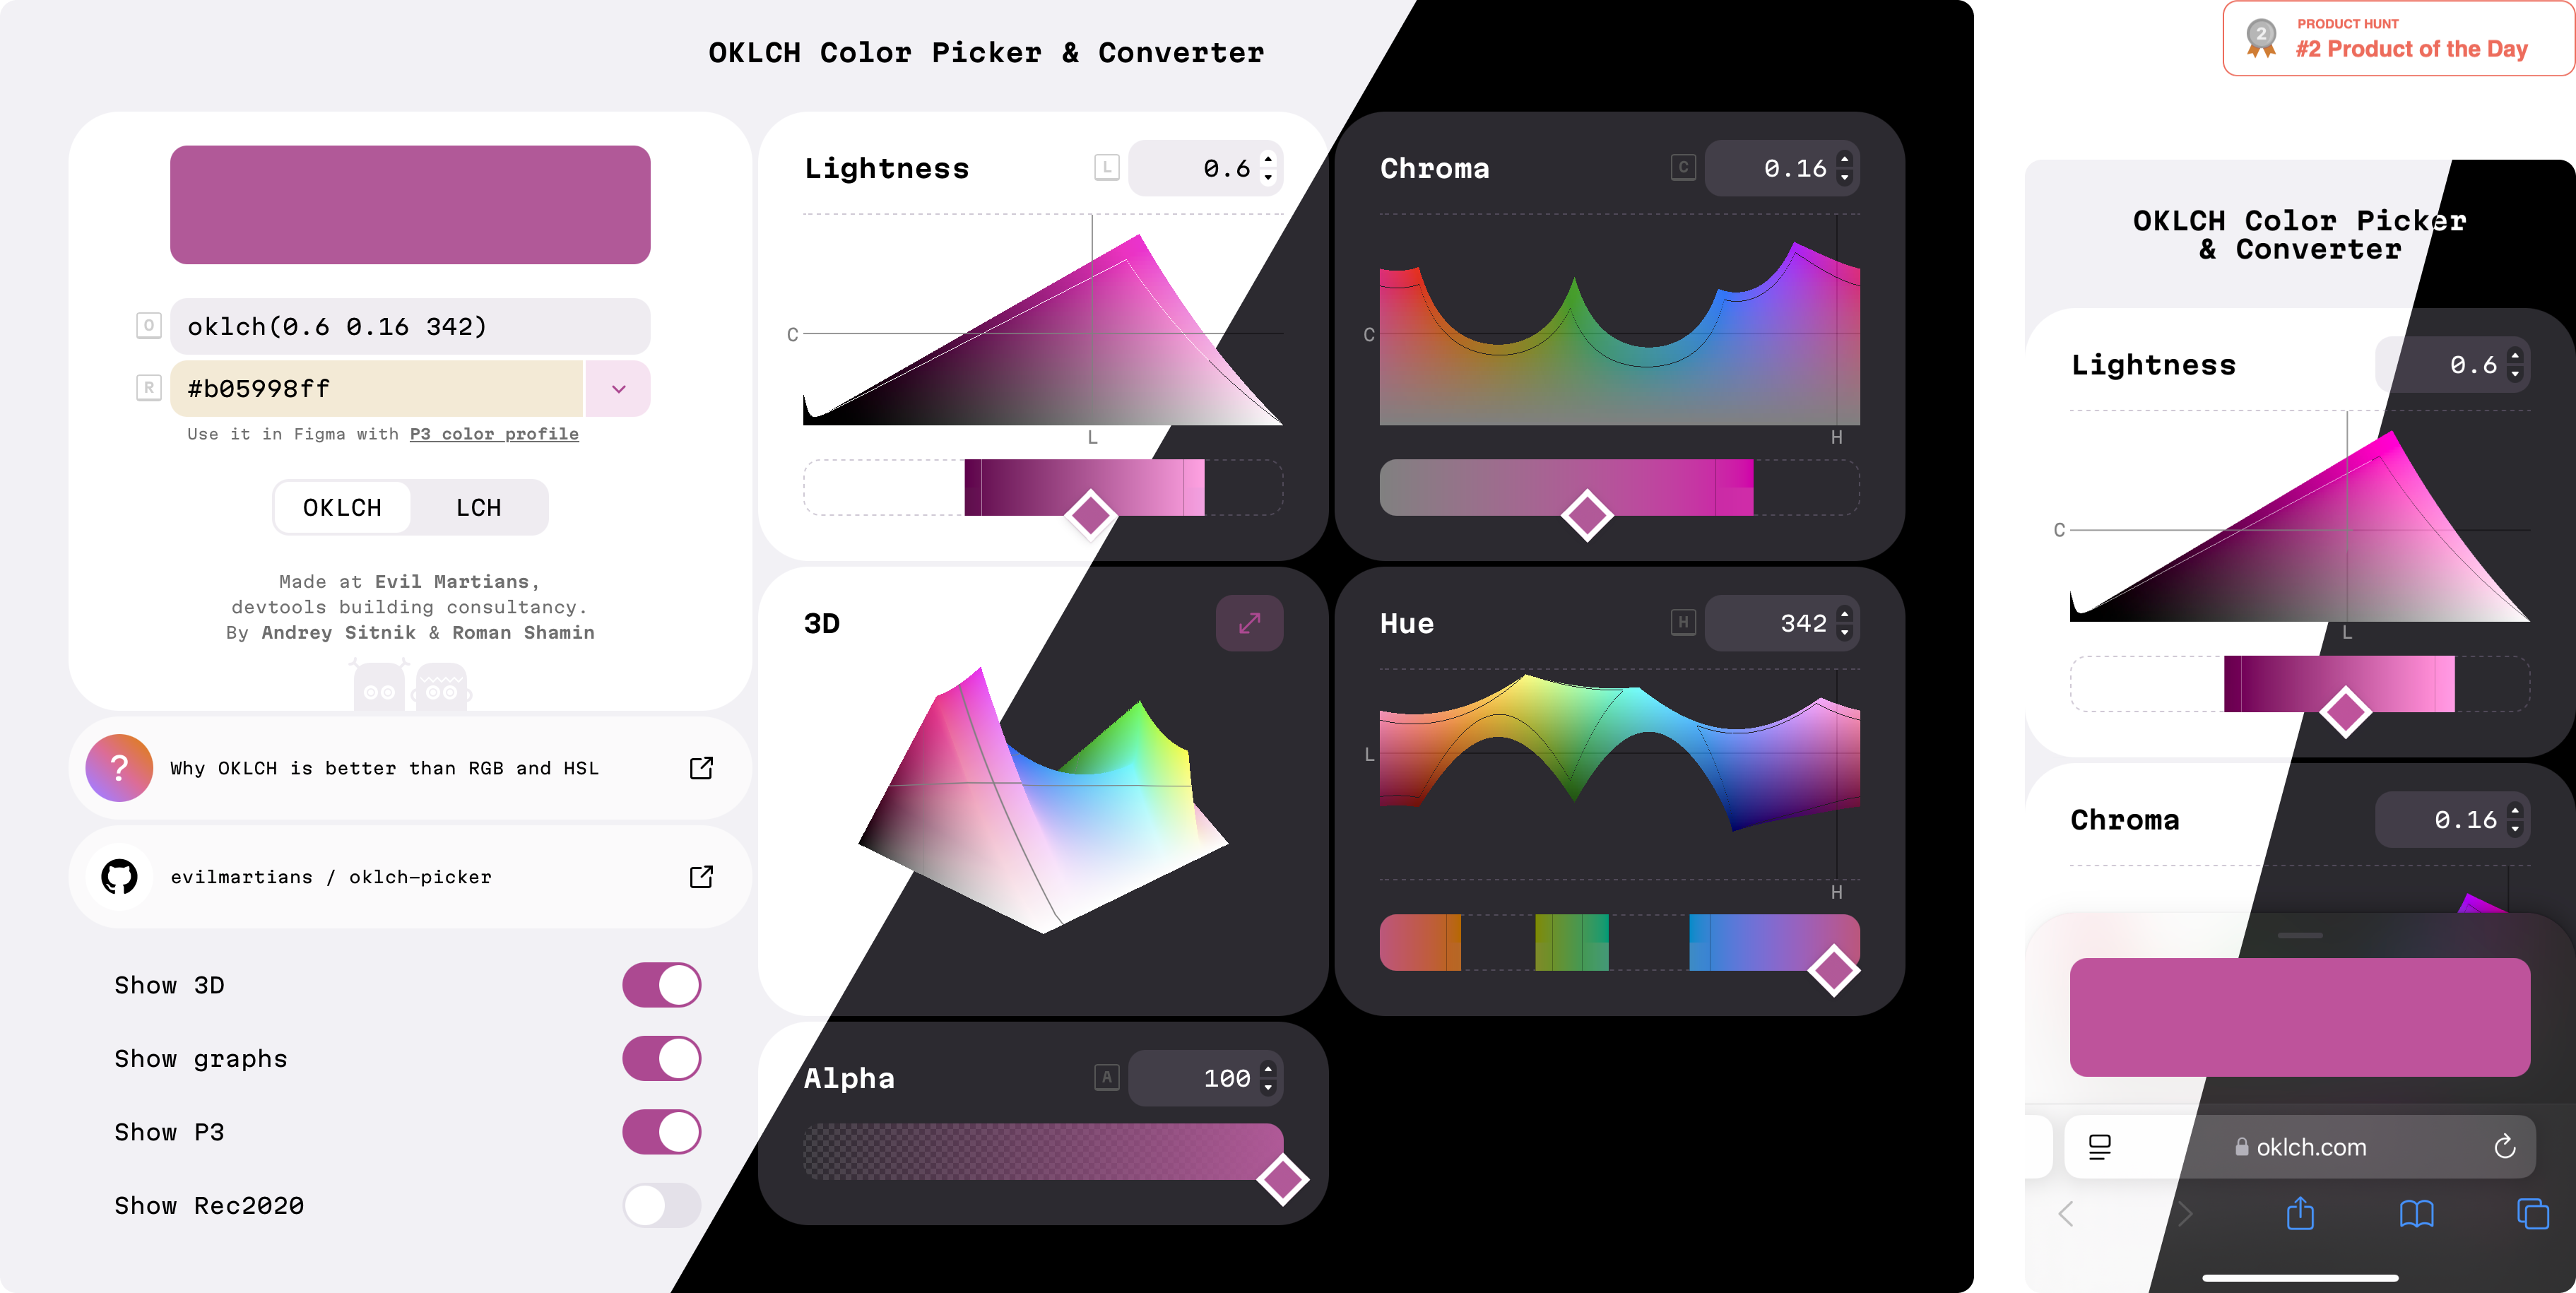 OKLCH Color Picker & Converter
O
oklch(0.6 0.16 342)
R
#b05998ff
Use it in Figma with P3 color profile
OKLCH
LCH
Made at Evil Martians,
devtools building consultancy.
By Andrey Sitnik & Roman Shamin
?
Why OKLCH is better than RGB and HSL
evilmartians / oklch-picker
Show 3D
Show graphs
Show P3
Show Rec2020
Lightness
L
0.6
C
L
Chroma
C
0.16
C
H
3D
Hue
H
342
L
H
Alpha
A
100
2
PRODUCT HUNT
#2 Product of the Day
OKLCH Color Picker
& Converter
Lightness
0.6
C
L
Chroma
0.16
oklch.com